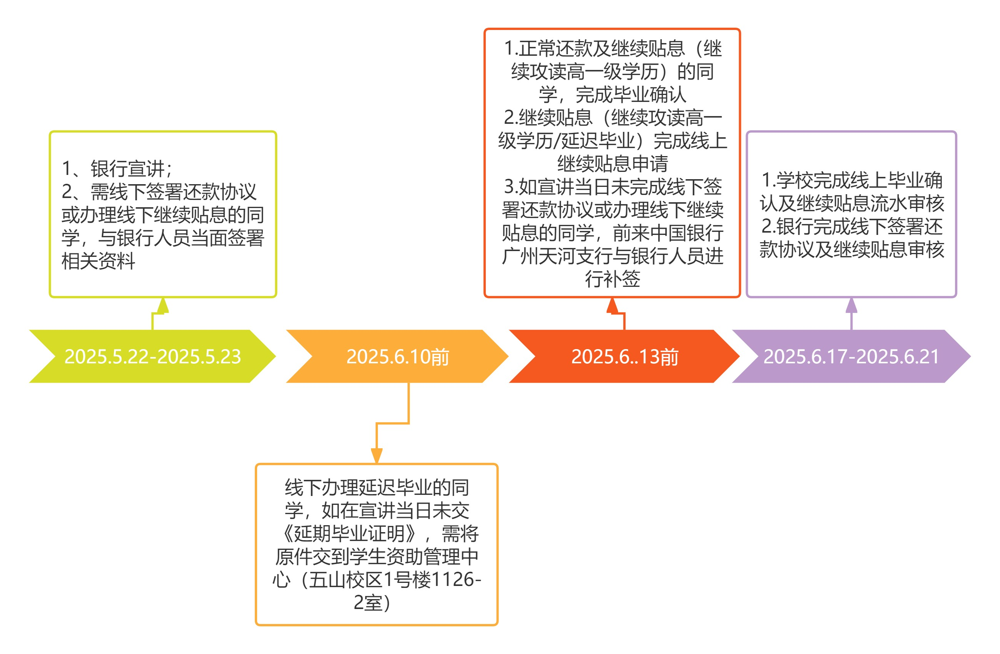 1.正常还款及继续贴息（继
续攻读高一级学历）的同
学，完成毕业确认
2.继续贴息（继续攻读高一
级学历/延迟毕业）完成线上
继续贴息申请
3.如宣讲当日未完成线下签
署还款协议或办理线下继续
贴息的同学，前来中国银行
广州天河支行与银行人员进
行补签
1、银行宣讲；
2、需线下签署还款协议
或办理线下继续贴息的同
学，与银行人员当面签署
相关资料
1.学校完成线上毕业确
认及继续贴息流水审核
2.银行完成线下签署还
款协议及继续贴息审核
2025.5.22-2025.5.23
2025.6.10前
2025.6..13前
2025.6.17-2025.6.21
线下办理延迟毕业的同
学，如在宣讲当日未交
《延期毕业证明》，需将
原件交到学生资助管理中
心（五山校区1号楼1126-
2室）